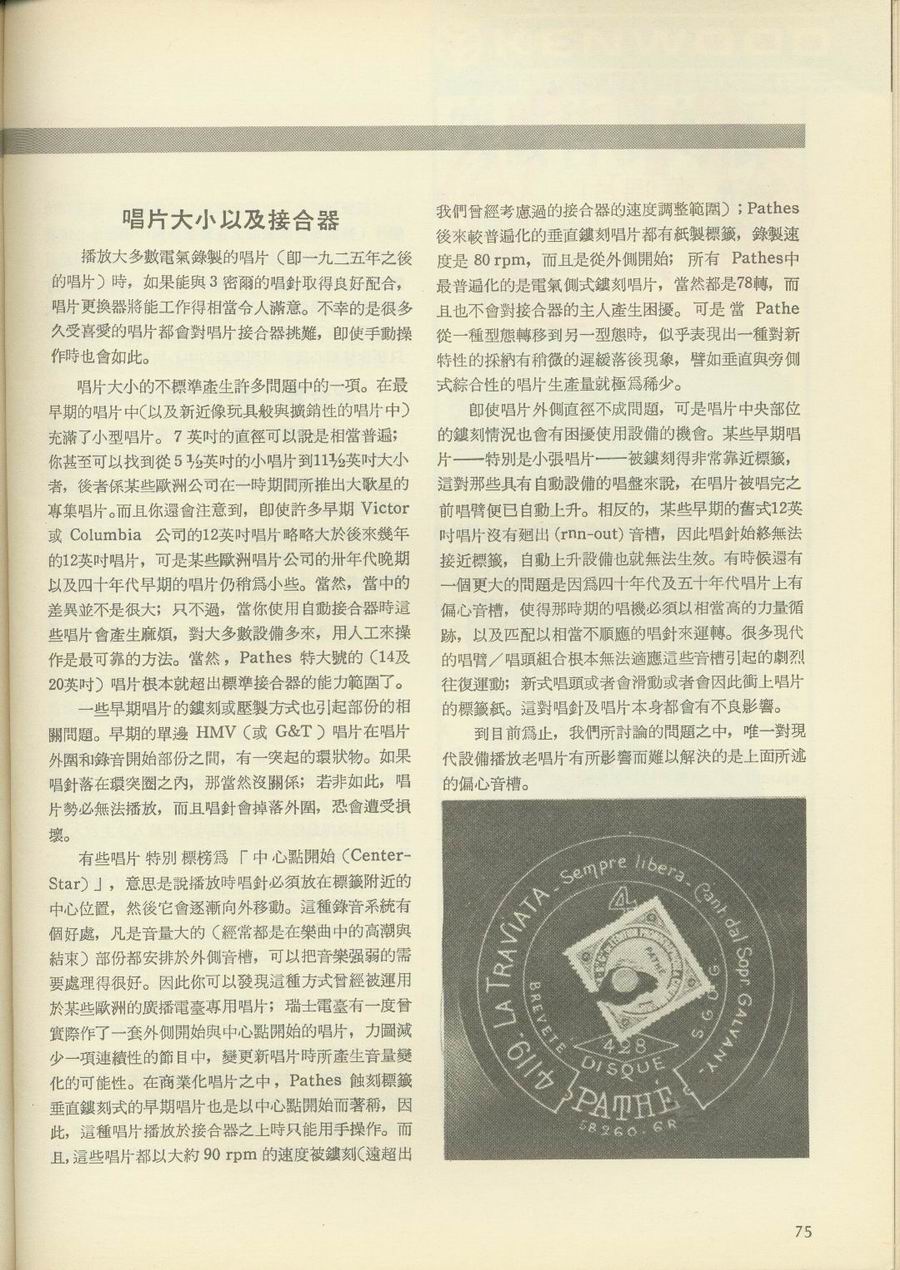 唱片大小以及接合器
播放大多數電氣錄製的唱片（卽一九二五年之後
的唱片）時，如果能與 3 密爾的唱針取得良好配合，
唱片更換器將能工作得相當令人滿意。不幸的是很多
久受喜愛的唱片都會對唱片接合器挑難，卽使手動操
作時也會如此。
唱片大小的不標準產生許多問題中的一項。在最
早期的唱片中（以及新近像玩具般與擴銷性的唱片中）
充滿了小型唱片。 7 英吋的直徑可以說是相當普遍；
你甚至可以找到從 5 ½英吋的小唱片到11½英吋大小
者，後者係某些歐洲公司在一時期間所推出大歌星的
專集唱片。而且你還會注意到，卽使許多早期 Victor
或 Columbia 公司的12英吋唱片略略大於後來幾年
的12英吋唱片，可是某些歐洲唱片公司的卅年代晚期
以及四十年代早期的唱片仍稍爲小些。當然，當中的
差異並不是很大；只不過，當你使用自動接合器時這
些唱片會產生麻煩，對大多數設備多來，用人工來操
作是最可靠的方法。當然，Pathes 特大號的（14及
20英吋）唱片根本就超出標準接合器的能力範圍了。
一些早期唱片的鏤刻或壓製方式也引起部份的相
關問題。早期的單邊 HMV（或 G&T ）唱片在唱片
外圍和錄音開始部份之間，有一突起的環狀物。如果
唱針落在環突圈之內，那當然沒關係；若非如此，唱
片勢必無法播放，而且唱針會掉落外圍，恐會遭受損
壞。
有些唱片 特別 標榜爲 「 中 心點開始（Center-
Star）」，意思是說播放時唱針必須放在標籤附近的
中心位置，然後它會逐漸向外移動。這種錄音系統有
個好處，凡是音量大的（經常都是在樂曲中的高潮與
結束）部份都安排於外側音槽，可以把音樂强弱的需
要處理得很好。因此你可以發現這種方式曾經被運用
於某些歐洲的廣播電臺專用唱片；瑞士電臺有一度曾
實際作了一套外側開始與中心點開始的唱片，力圖減
少一項連續性的節目中，變更新唱片時所產生音量變
化的可能性。在商業化唱片之中，Pathes 蝕刻標籤
垂直鏤刻式的早期唱片也是以中心點開始而著稱，因
此，這種唱片播放於接合器之上時只能用手操作。而
且，這些唱片都以大約 90 rpm 的速度被鏤刻（遠超出
我們曾經考慮過的接合器的速度調整範圍）；Pathes
後來較普遍化的垂直鏤刻唱片都有紙製標籤，錄製速
度是 80 rpm，而且是從外側開始； 所有 Pathes中
最普遍化的是電氣側式鏤刻唱片，當然都是78轉，而
且也不會對接合器的主人產生困擾。 可是 當 Pathe
從一種型態轉移到另一型態時，似乎表現出一種對新
特性的採納有稍微的遲緩落後現象，譬如垂直與旁側
式綜合性的唱片生產量就極爲稀少。
卽使唱片外側直徑不成問題，可是唱片中央部位
的鏤刻情況也會有困擾使用設備的機會。某些早期唱
片——特別是小張唱片——被鏤刻得非常靠近標籤，
這對那些具有自動設備的唱盤來說，在唱片被唱完之
前唱臂便已自動上升。相反的，某些早期的舊式12英
吋唱片沒有廻出 (rnn-out) 音槽，因此唱針始終無法
接近標籤，自動上升設備也就無法生效。有時候還有
一個更大的問題是因爲四十年代及五十年代唱片上有
偏心音槽，使得那時期的唱機必須以相當高的力量循
跡，以及匹配以相當不順應的唱針來運轉。很多現代
的唱臂／唱頭組合根本無法適應這些音槽引起的劇烈
往復運動；新式唱頭或者會滑動或者會因此衝上唱片
的標籤紙。這對唱針及唱片本身都會有不良影響。
到目前爲止，我們所討論的問題之中，唯一對現
代設備播放老唱片有所影響而難以解決的是上面所述
的偏心音槽。
4119 - LA TRAVIATA - Sempre libera - Cant. dal Sopr. GALVANY -
4
PATHÉ
BREVETÉ S.G.D.G.
428
DISQUE
PATHÉ
58260.GR
75